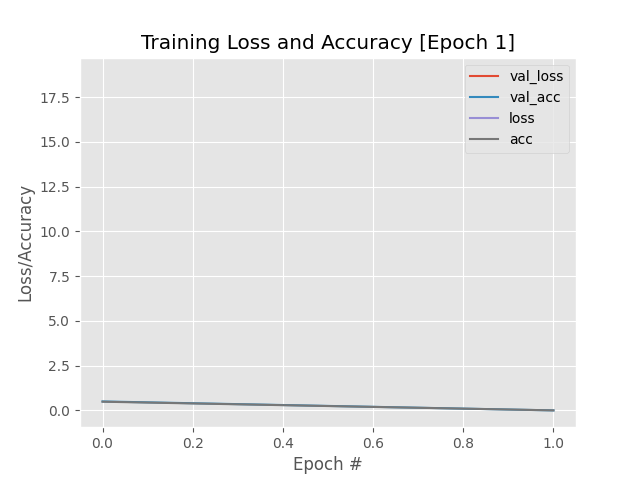 Training Loss and Accuracy [Epoch 1]
val_loss
val_acc
loss
acc
17.5
15.0
12.5
10.0
7.5
5.0
2.5
0.0
Loss/Accuracy
0.0 0.2 0.4 0.6 0.8 1.0
Epoch #